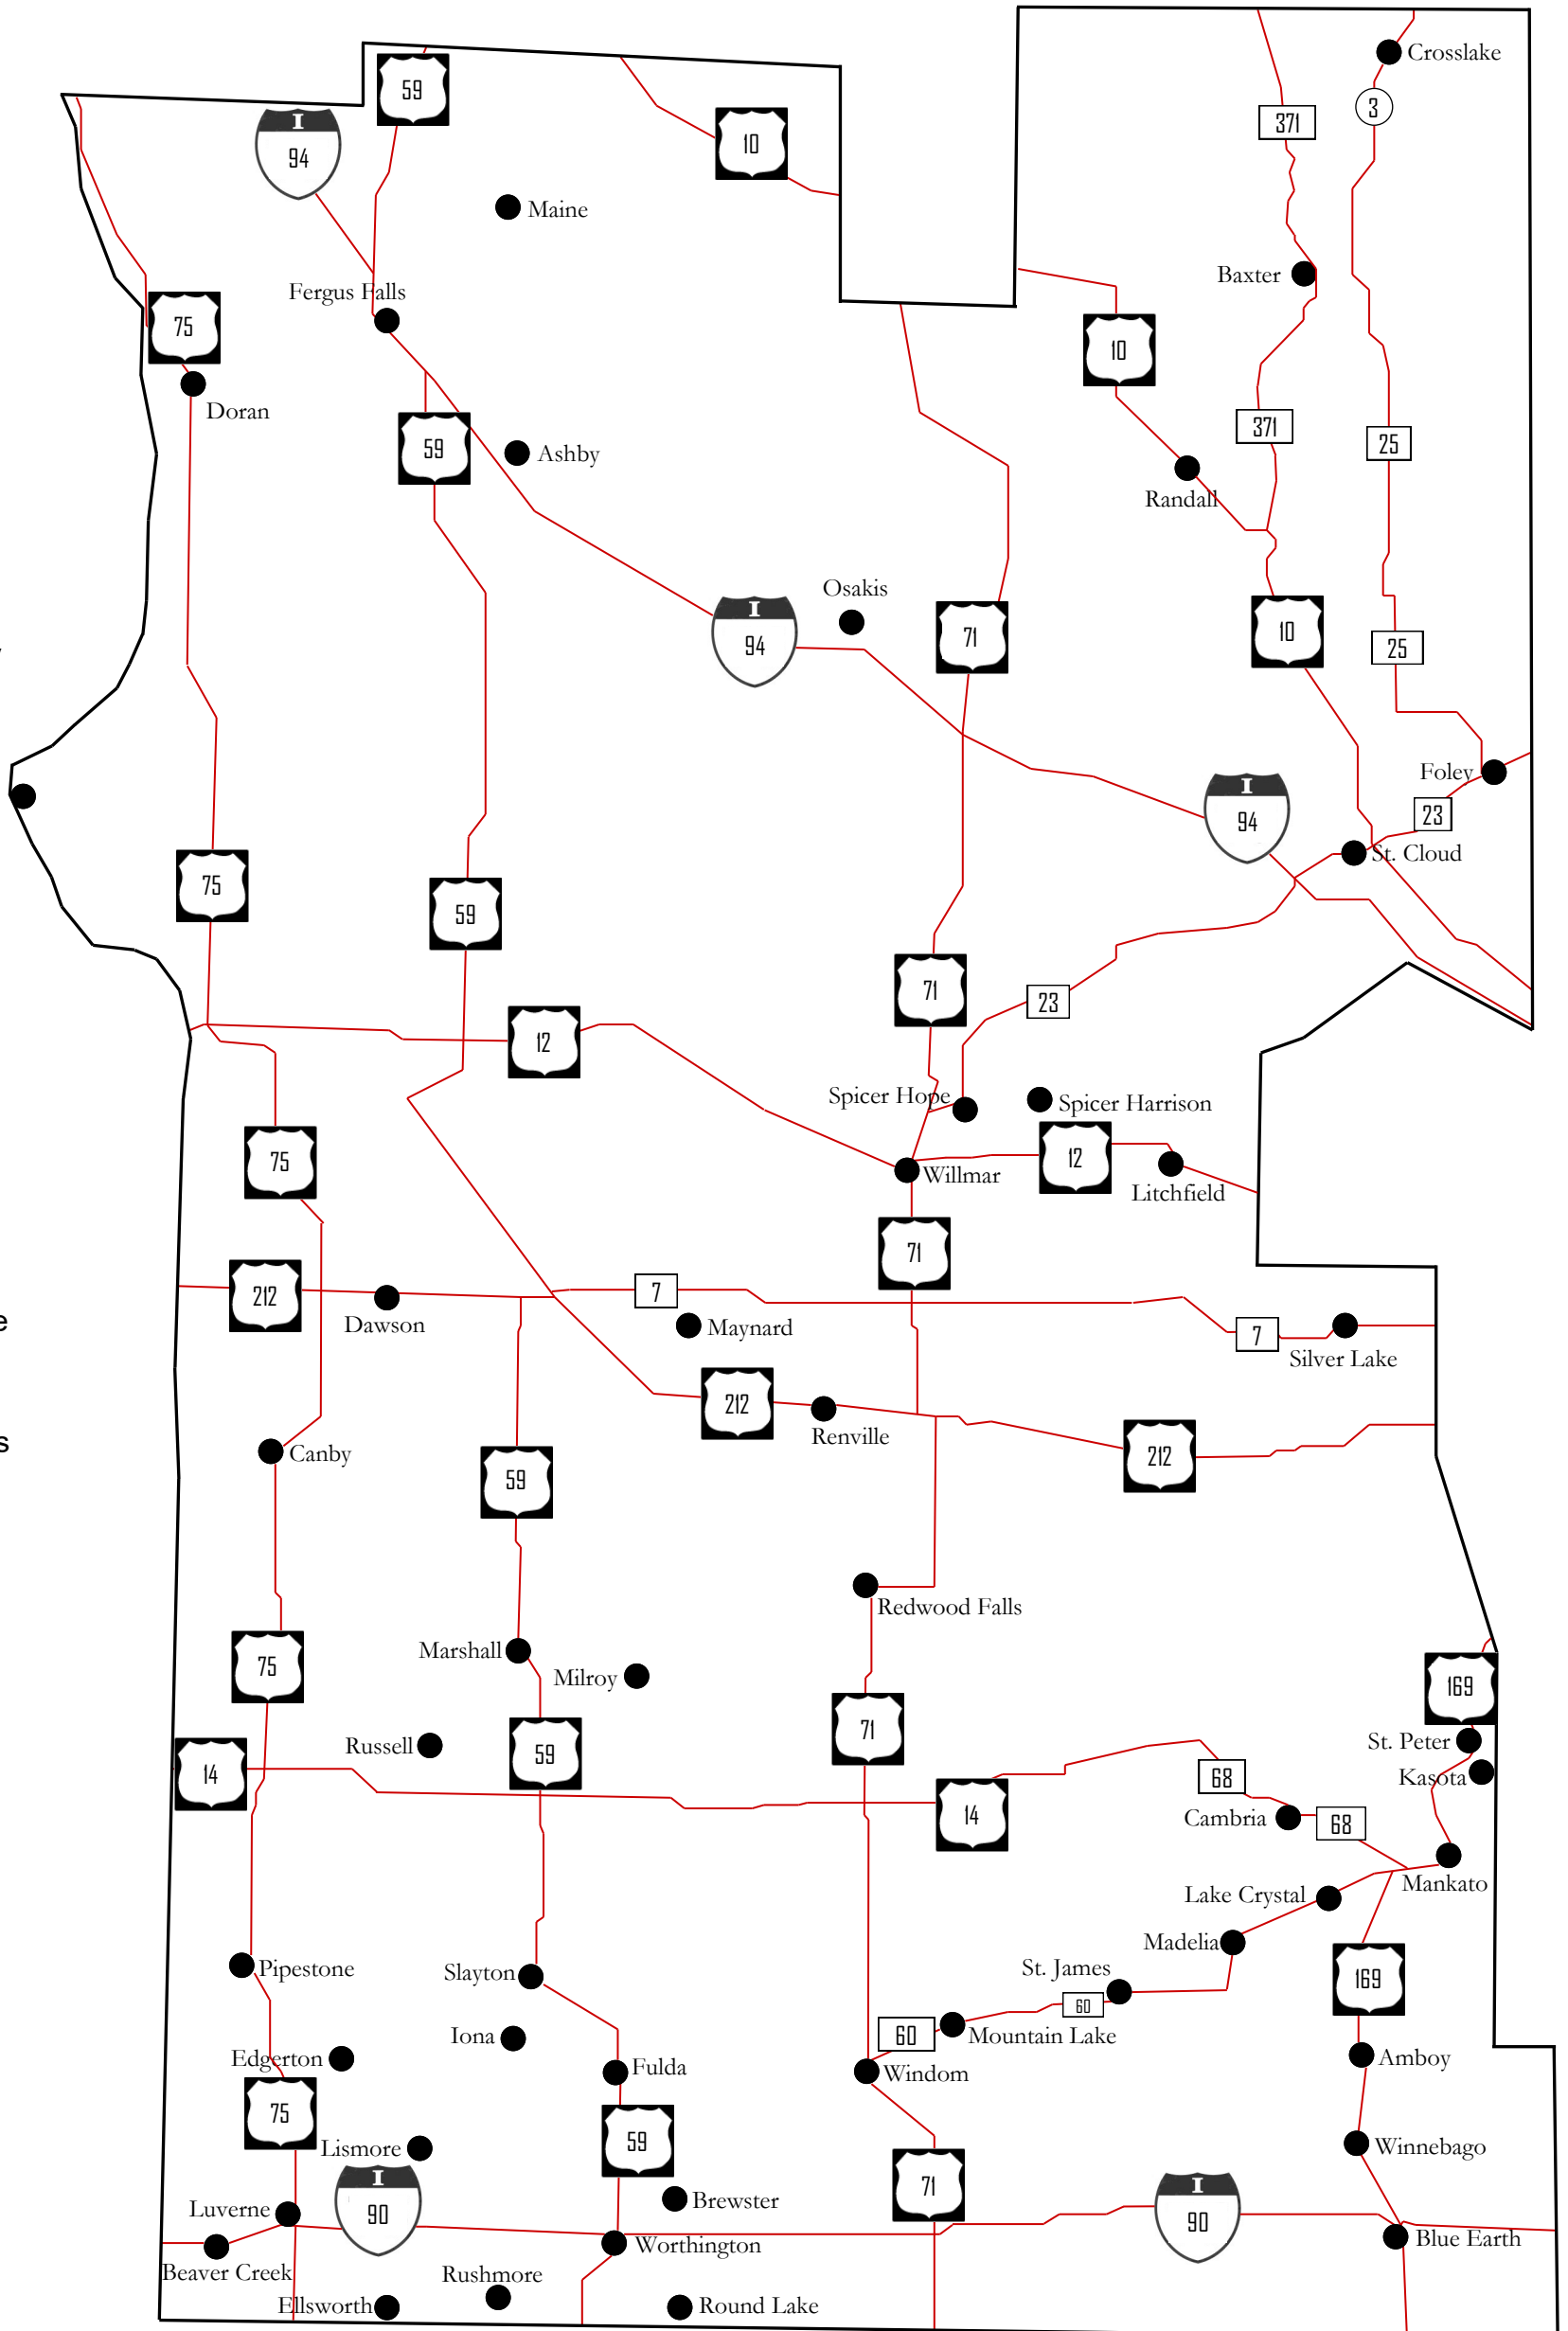 Crosslake
59
I
94
10
371
3
Maine
Baxter
Fergus Falls
75
10
Doran
371
59
25
Ashby
Randall
Osakis
I
94
71
10
25
Foley
I
94
23
St. Cloud
75
59
71
23
12
Spicer Hope
Spicer Harrison
75
12
Willmar
Litchfield
71
212
7
Dawson
Maynard
7
e
Silver Lake
212
Renville
s
Canby
212
59
Redwood Falls
Marshall
Milroy
75
169
71
St. Peter
Russell
59
Kasota
14
68
14
Cambria
68
Mankato
Lake Crystal
Madelia
Pipestone
Slayton
St. James
169
60
Iona
60
Mountain Lake
Edgerton
Fulda
Windom
Amboy
75
59
Lismore
Winnebago
I
90
71
Brewster
Luverne
I
90
Worthington
Blue Earth
Beaver Creek
Rushmore
Ellsworth
Round Lake